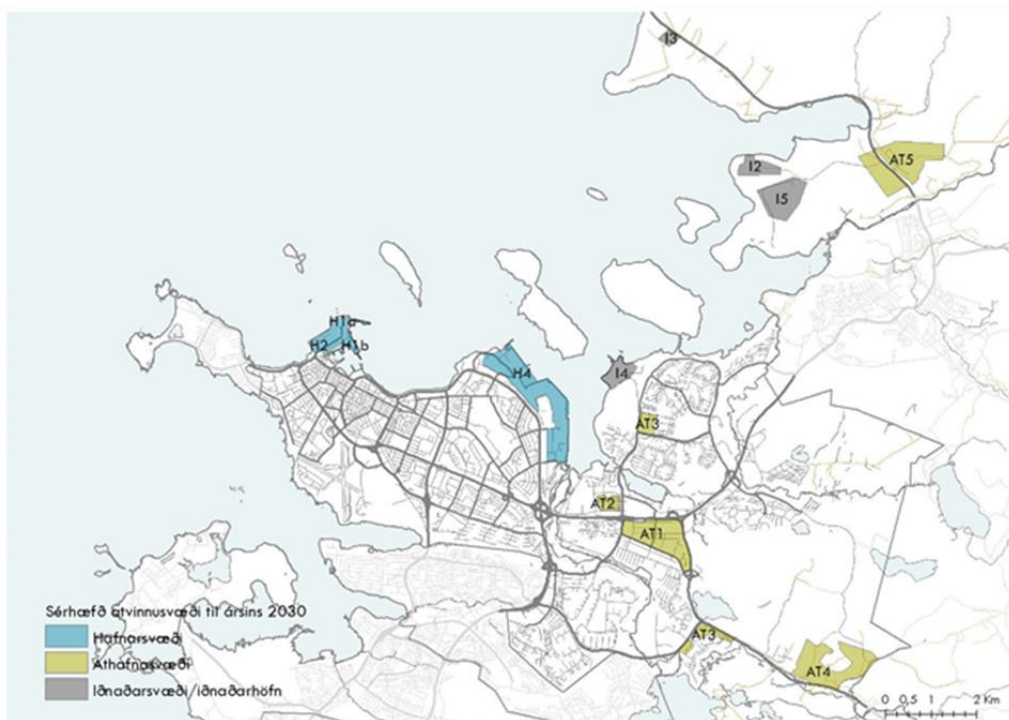 I3
AT5
I2
I5
H1a
H2
H1b
H4
I4
AT3
AT2
AT1
AT3
AT4
Sérhæfð atvinnusvæði til ársins 2030
Hafnarsvæði
Athafnasvæði
Iðnaðarsvæði/iðnaðarhöfn
0 0,5 1 2 Km